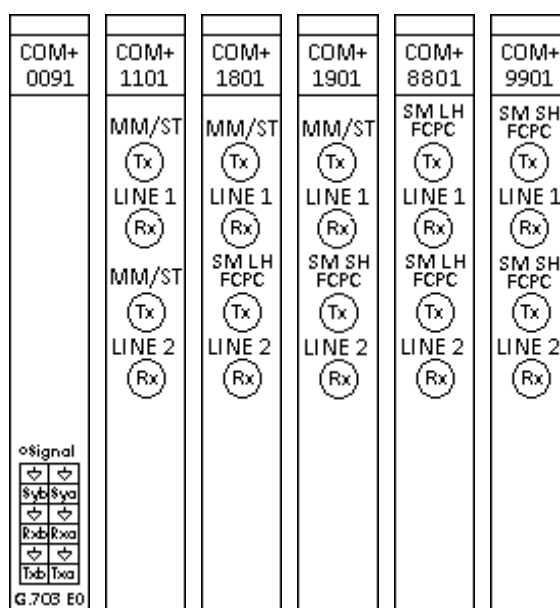 COM+
0091
oSignal
Syb Sya
Rxb Rxa
Txb Txa
G.703 E0
COM+
1101
MM/ST
Tx
LINE 1
Rx
MM/ST
Tx
LINE 2
Rx
COM+
1801
MM/ST
Tx
LINE 1
Rx
SM LH
FCPC
Tx
LINE 2
Rx
COM+
1901
MM/ST
Tx
LINE 1
Rx
SM SH
FCPC
Tx
LINE 2
Rx
COM+
8801
SM LH
FCPC
Tx
LINE 1
Rx
SM LH
FCPC
Tx
LINE 2
Rx
COM+
9901
SM SH
FCPC
Tx
LINE 1
Rx
SM SH
FCPC
Tx
LINE 2
Rx